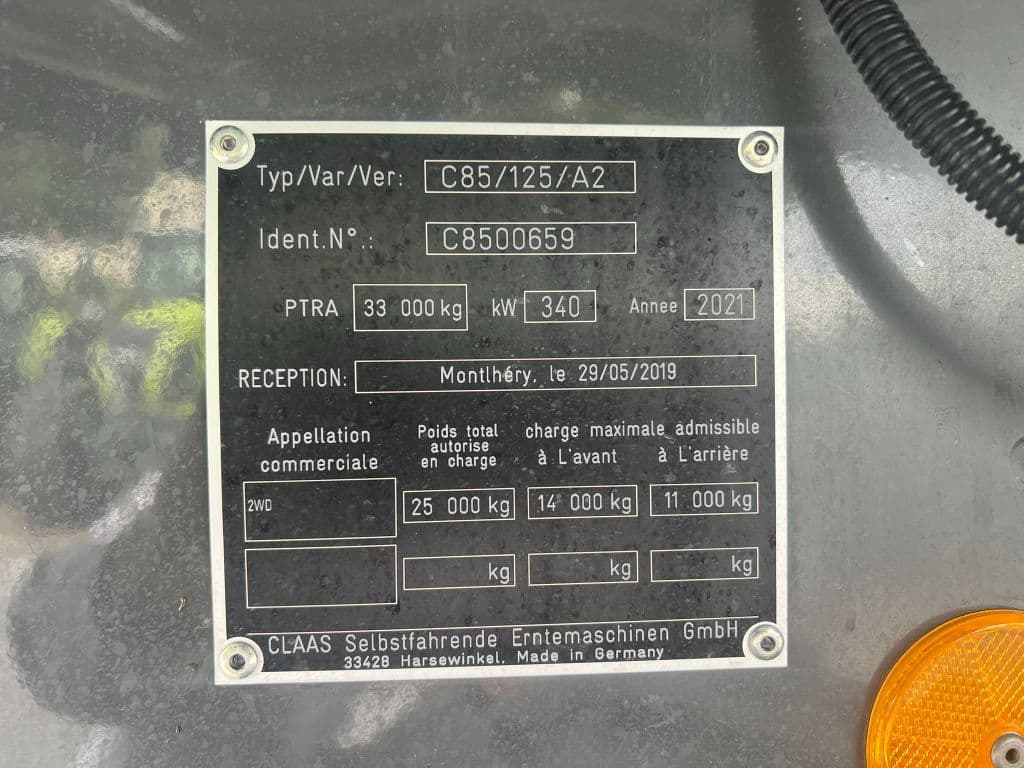 Typ/Var/Ver: C85/125/A2
Ident.N°.: C8500659
PTRA 33 000 kg kW 340 Annee 2021
RECEPTION: Montlhéry, le 29/05/2019
Appellation commerciale
Poids total autorise en charge
charge maximale admissible
à L'avant à L'arrière
2WD 25 000 kg 14 000 kg 11 000 kg
kg kg kg
CLAAS Selbstfahrende Erntemaschinen GmbH
33428 Harsewinkel, Made in Germany